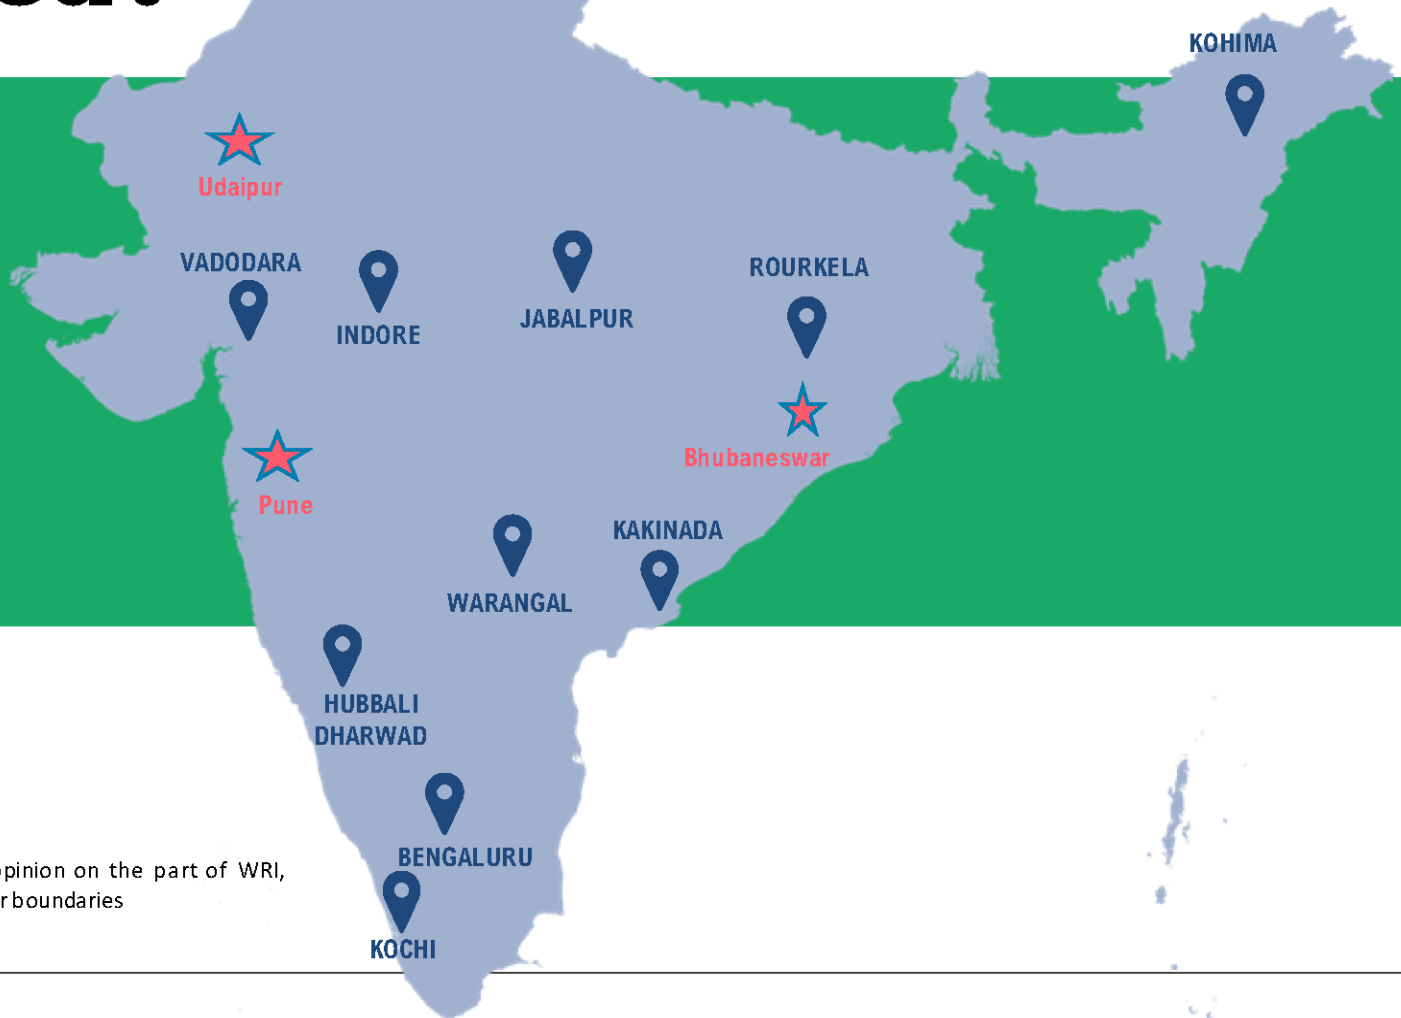 KOHIMA
Udaipur
VADODARA
INDORE
JABALPUR
ROURKELA
Bhubaneswar
Pune
KAKINADA
WARANGAL
HUBBALI
DHARWAD
BENGALURU
opinion on the part of WRI,
r boundaries
KOCHI